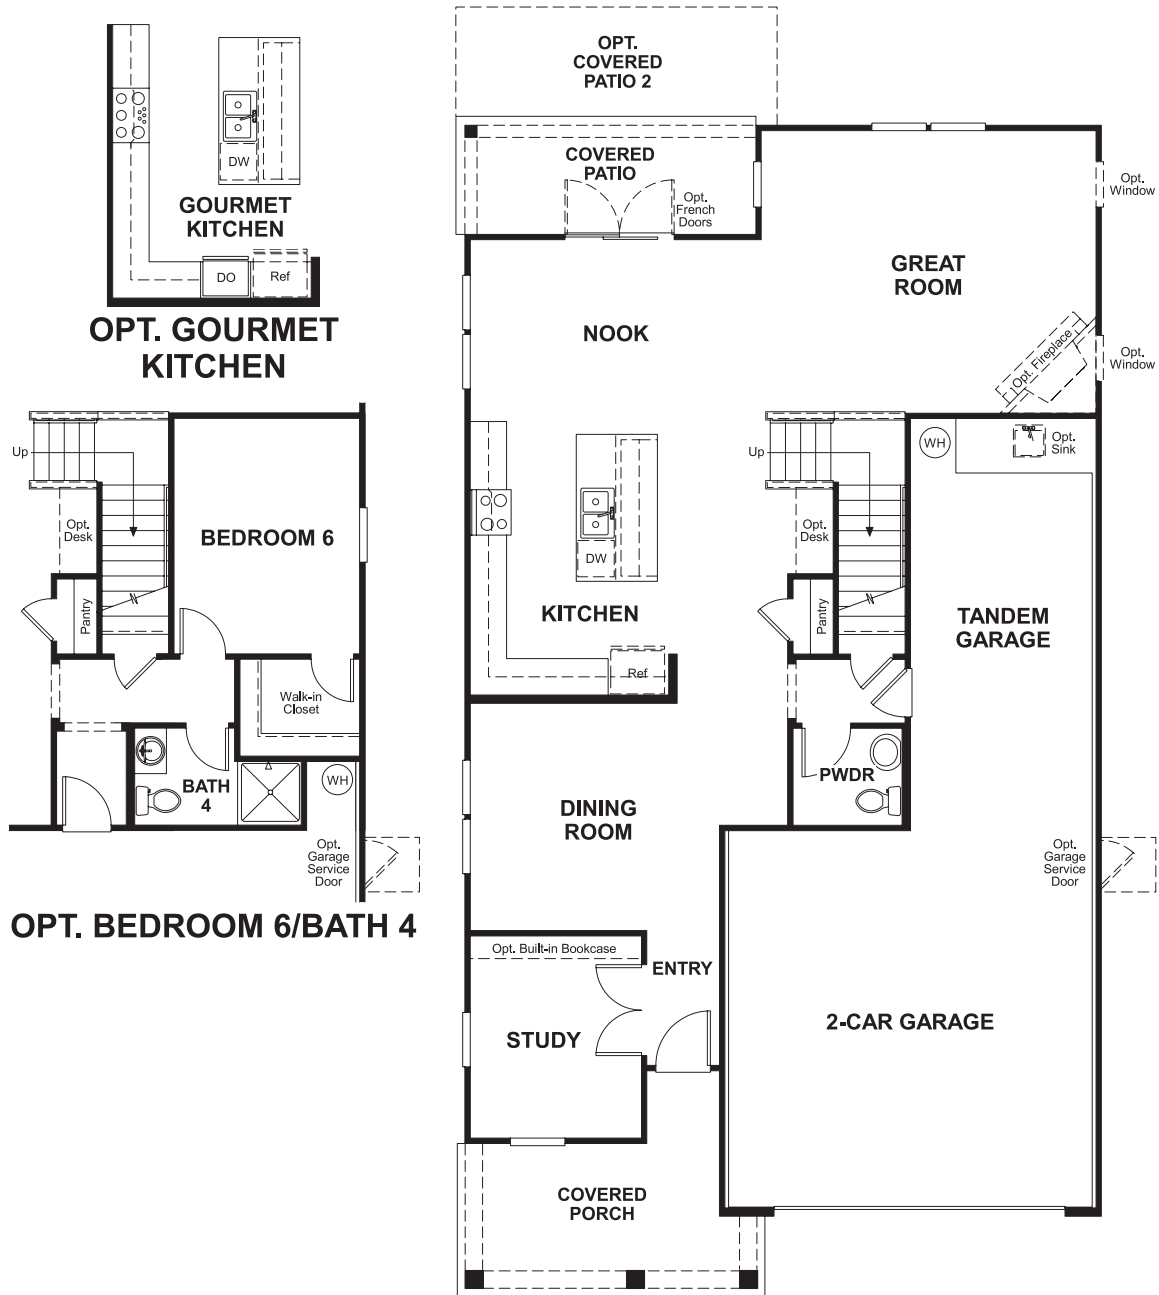 DW
GOURMET
KITCHEN
DO
Ref
OPT. GOURMET
KITCHEN
Up
Opt.
Desk
BEDROOM 6
Pantry
Walk-in
Closet
BATH
4
WH
Opt.
Garage
Service
Door
OPT. BEDROOM 6/BATH 4
OPT.
COVERED
PATIO 2
COVERED
PATIO
Opt.
French
Doors
Opt.
Window
GREAT
ROOM
NOOK
Opt. Fireplace
Opt.
Window
Up
WH
Opt.
Sink
Opt.
Desk
DW
KITCHEN
Pantry
TANDEM
GARAGE
Ref
PWDR
DINING
ROOM
Opt.
Garage
Service
Door
Opt. Built-in Bookcase
ENTRY
STUDY
2-CAR GARAGE
COVERED
PORCH